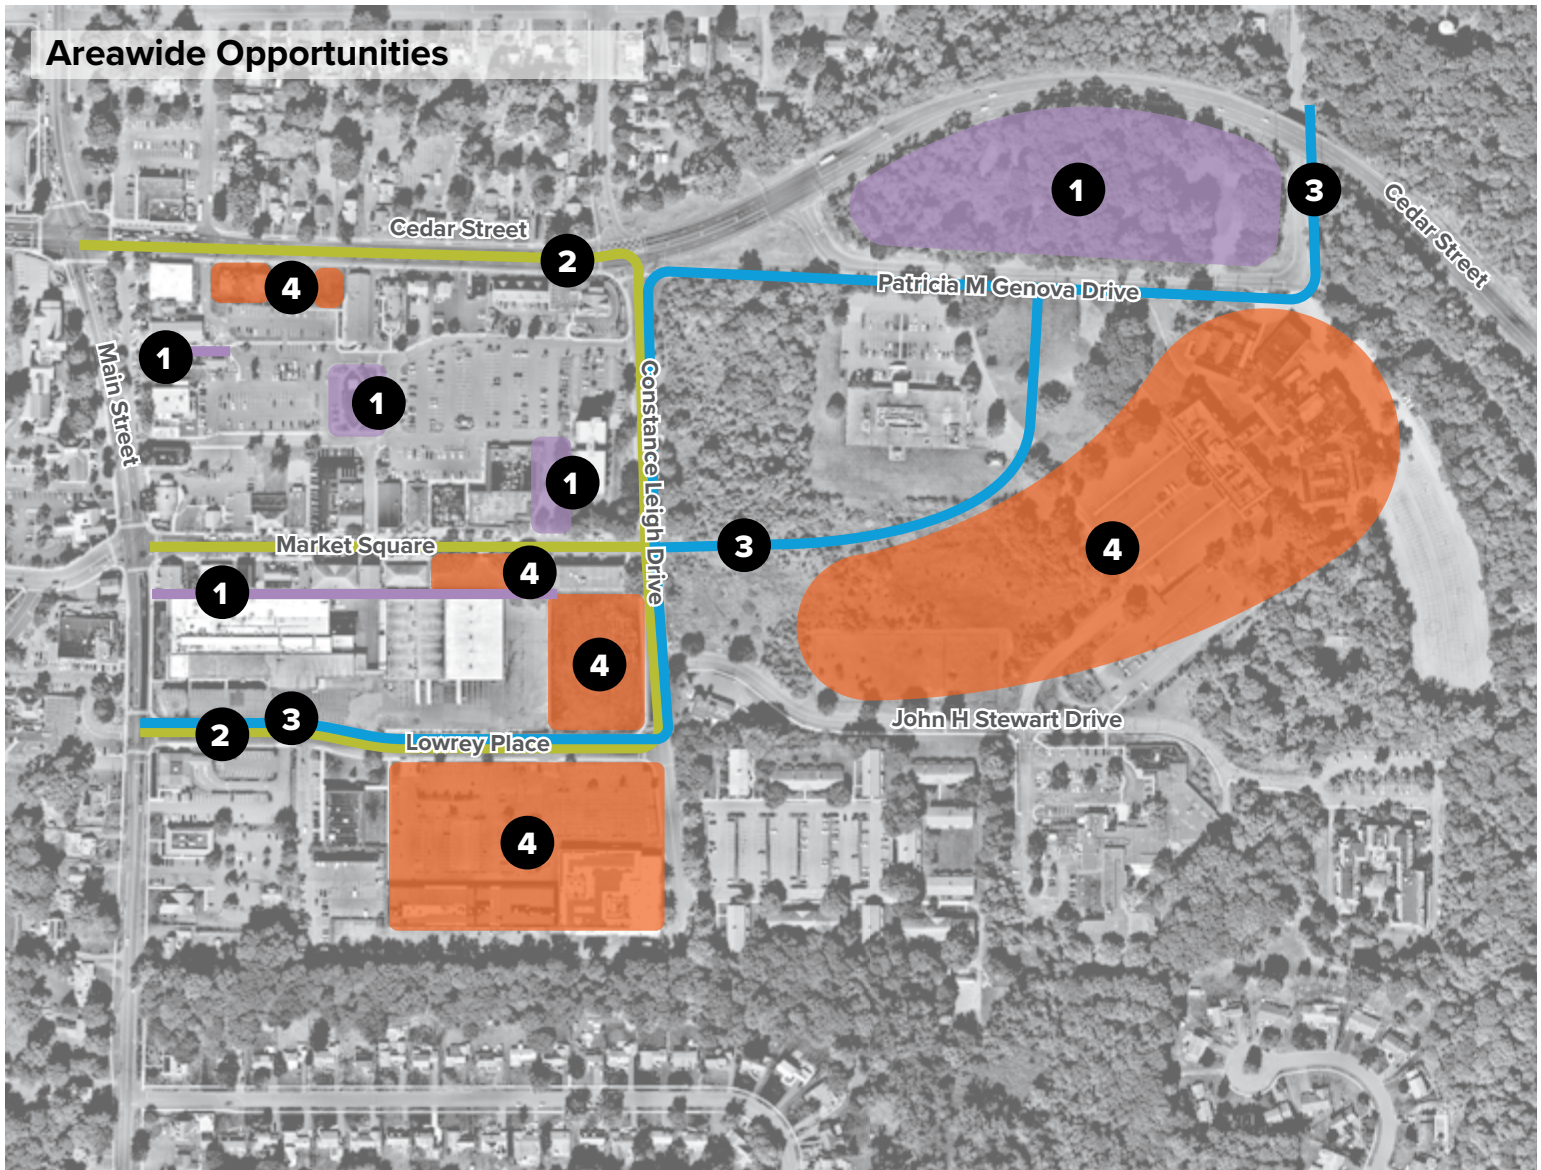 Areawide Opportunities
1
3
Cedar Street
Cedar Street
2
4
Patricia M Genova Drive
1
Main Street
1
Constance Leigh Drive
1
Market Square
3
4
4
1
4
3
2
John H Stewart Drive
Lowrey Place
4